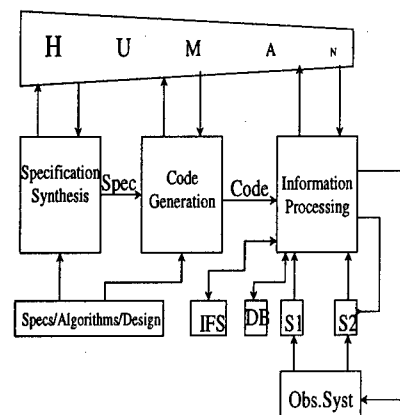 H U M A N
Specification
Synthesis
Spec
Code
Generation
Code
Information
Processing
Specs/Algorithms/Design
IFS
DB
S1
S2
Obs.Syst